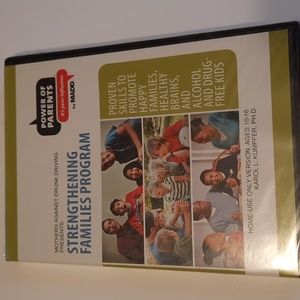 POWER OF
PARENTS
it's your influence
by MADD
MOTHERS AGAINST DRUNK DRIVING
PRESENTS:
STRENGTHENING
FAMILIES PROGRAM
PROVEN
SKILLS TO
PROMOTE
HAPPY
FAMILIES,
HEALTHY
BRAINS,
AND
ALCOHOL
AND DRUG-
FREE KIDS
HOME-USE ONLY VERSION, AGES 10-16
KAROL L. KUMPFER, PH.D